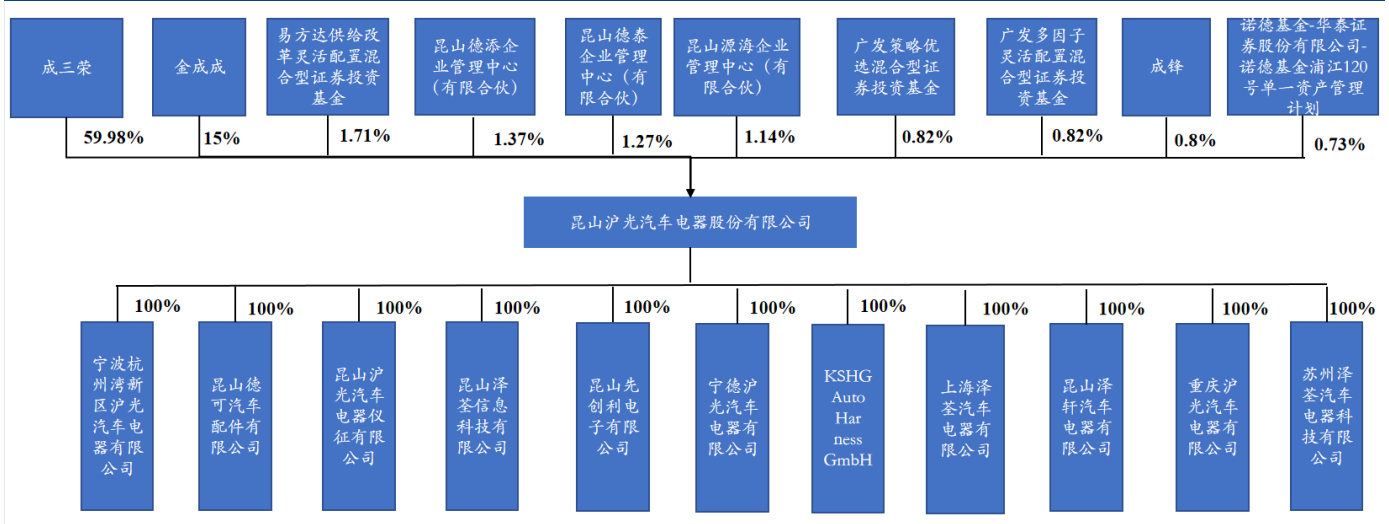 成三荣
金成成
易方达供给改
革灵活配置混
合型证券投资
基金
昆山德添企
业管理中心
（有限合伙）
昆山德泰
企业管理
中心（有
限合伙）
昆山源海企业
管理中心（有
限合伙）
广发策略优
选混合型证
券投资基金
广发多因子
灵活配置混
合型证券投
资基金
成锋
诺德基金-华泰证
券股份有限公司-
诺德基金浦江120
号单一资产管理
计划
59.98%
15%
1.71%
1.37%
1.27%
1.14%
0.82%
0.82%
0.8%
0.73%
昆山沪光汽车电器股份有限公司
100%
100%
100%
100%
100%
100%
100%
100%
100%
100%
100%
宁波杭
州湾新
区沪光
汽车电
器有限
公司
昆山德
可汽车
配件有
限公司
昆山沪
光汽车
电器仪
征有限
公司
昆山泽
荃信息
科技有
限公司
昆山先
创利电
子有限
公司
宁德沪
光汽车
电器有
限公司
KSHG
Auto
Har
ness
GmbH
上海泽
荃汽车
电器有
限公司
昆山泽
轩汽车
电器有
限公司
重庆沪
光汽车
电器有
限公司
苏州泽
荃汽车
电器科
技有限
公司